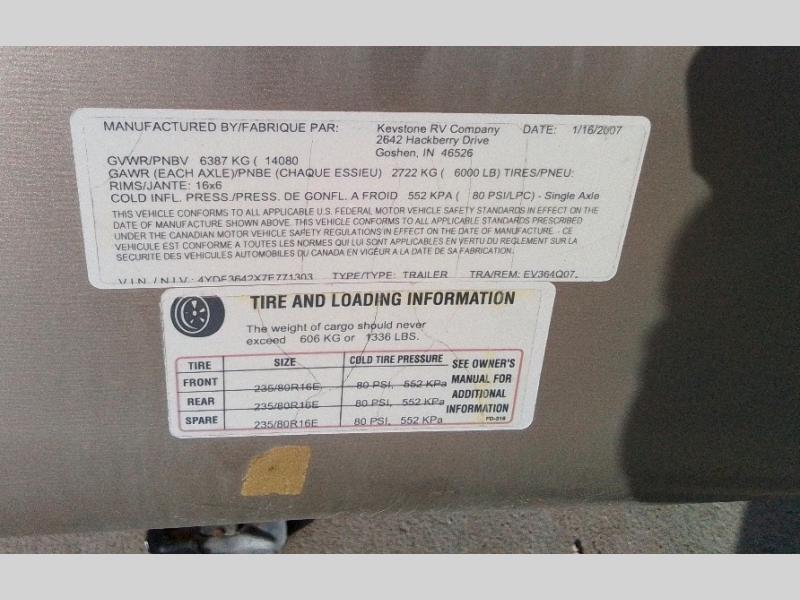 MANUFACTURED BY/FABRIQUE PAR: Keystone RV Company DATE: 1/16/2007
2642 Hackberry Drive
Goshen, IN 46526
GVWR/PNBV 6387 KG ( 14080
GAWR (EACH AXLE)/PNBE (CHAQUE ESSIEU) 2722 KG ( 6000 LB) TIRES/PNEU:
RIMS/JANTE: 16x6
COLD INFL. PRESS./PRESS. DE GONFL. A FROID 552 KPA ( 80 PSI/LPC) - Single Axle
THIS VEHICLE CONFORMS TO ALL APPLICABLE U.S. FEDERAL MOTOR VEHICLE SAFETY STANDARDS IN EFFECT ON THE
DATE OF MANUFACTURE SHOWN ABOVE. THIS VEHICLE CONFORMS TO ALL APPLICABLE STANDARDS PRESCRIBED
UNDER THE CANADIAN MOTOR VEHICLE SAFETY REGULATIONS IN EFFECT ON THE DATE OF MANUFACTURE. - CE
VEHICULE EST CONFORME A TOUTES LES NORMES QUI LUI SONT APPLICABLES EN VERTU DU REGLEMENT SUR LA
SECURITE DES VEHICULES AUTOMOBILES DU CANADA EN VIGUEUR A LA DATE DE SA FABRICATION.
V.I.N. / N.I.V.: 4YDF3642X7E771303 TYPE/TYPE: TRAILER TRA/REM: EV364Q07
TIRE AND LOADING INFORMATION
The weight of cargo should never
exceed 606 KG or 1336 LBS.
TIRE SIZE COLD TIRE PRESSURE
FRONT 235/80R16E 80 PSI, 552 KPa
REAR 235/80R16E 80 PSI, 552 KPa
SPARE 235/80R16E 80 PSI, 552 KPa
SEE OWNER'S
MANUAL FOR
ADDITIONAL
INFORMATION